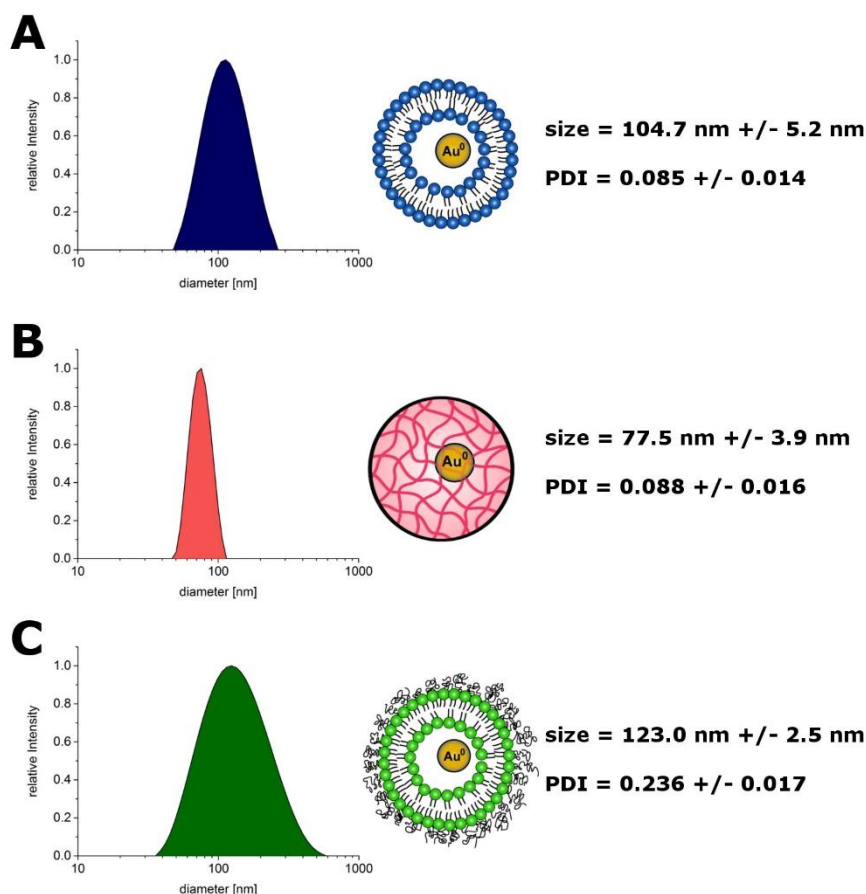 A
relative Intensity
1.0
0.8
0.6
0.4
0.2
0.0
10 100 1000
diameter [nm]
Au⁰
size = 104.7 nm +/- 5.2 nm
PDI = 0.085 +/- 0.014
B
relative Intensity
1.0
0.8
0.6
0.4
0.2
0.0
10 100 1000
diameter [nm]
Au⁰
size = 77.5 nm +/- 3.9 nm
PDI = 0.088 +/- 0.016
C
relative Intensity
1.0
0.8
0.6
0.4
0.2
0.0
10 100 1000
diameter [nm]
Au⁰
size = 123.0 nm +/- 2.5 nm
PDI = 0.236 +/- 0.017